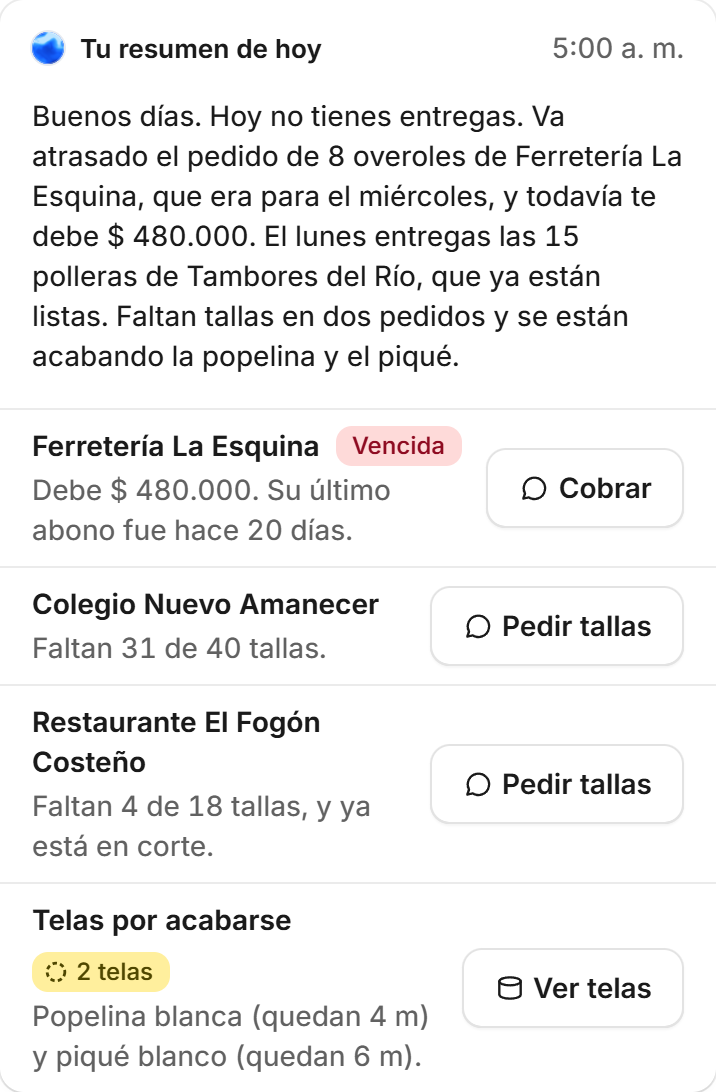 Tu resumen de hoy
5:00 a. m.
Buenos días. Hoy no tienes entregas. Va
atrasado el pedido de 8 overoles de Ferretería La
Esquina, que era para el miércoles, y todavía te
debe $ 480.000. El lunes entregas las 15
polleras de Tambores del Río, que ya están
listas. Faltan tallas en dos pedidos y se están
acabando la popelina y el piqué.
Ferretería La Esquina
Vencida
Debe $ 480.000. Su último
abono fue hace 20 días.
Cobrar
Colegio Nuevo Amanecer
Faltan 31 de 40 tallas.
Pedir tallas
Restaurante El Fogón
Costeño
Faltan 4 de 18 tallas, y ya
está en corte.
Pedir tallas
Telas por acabarse
2 telas
Popelina blanca (quedan 4 m)
y piqué blanco (quedan 6 m).
Ver telas